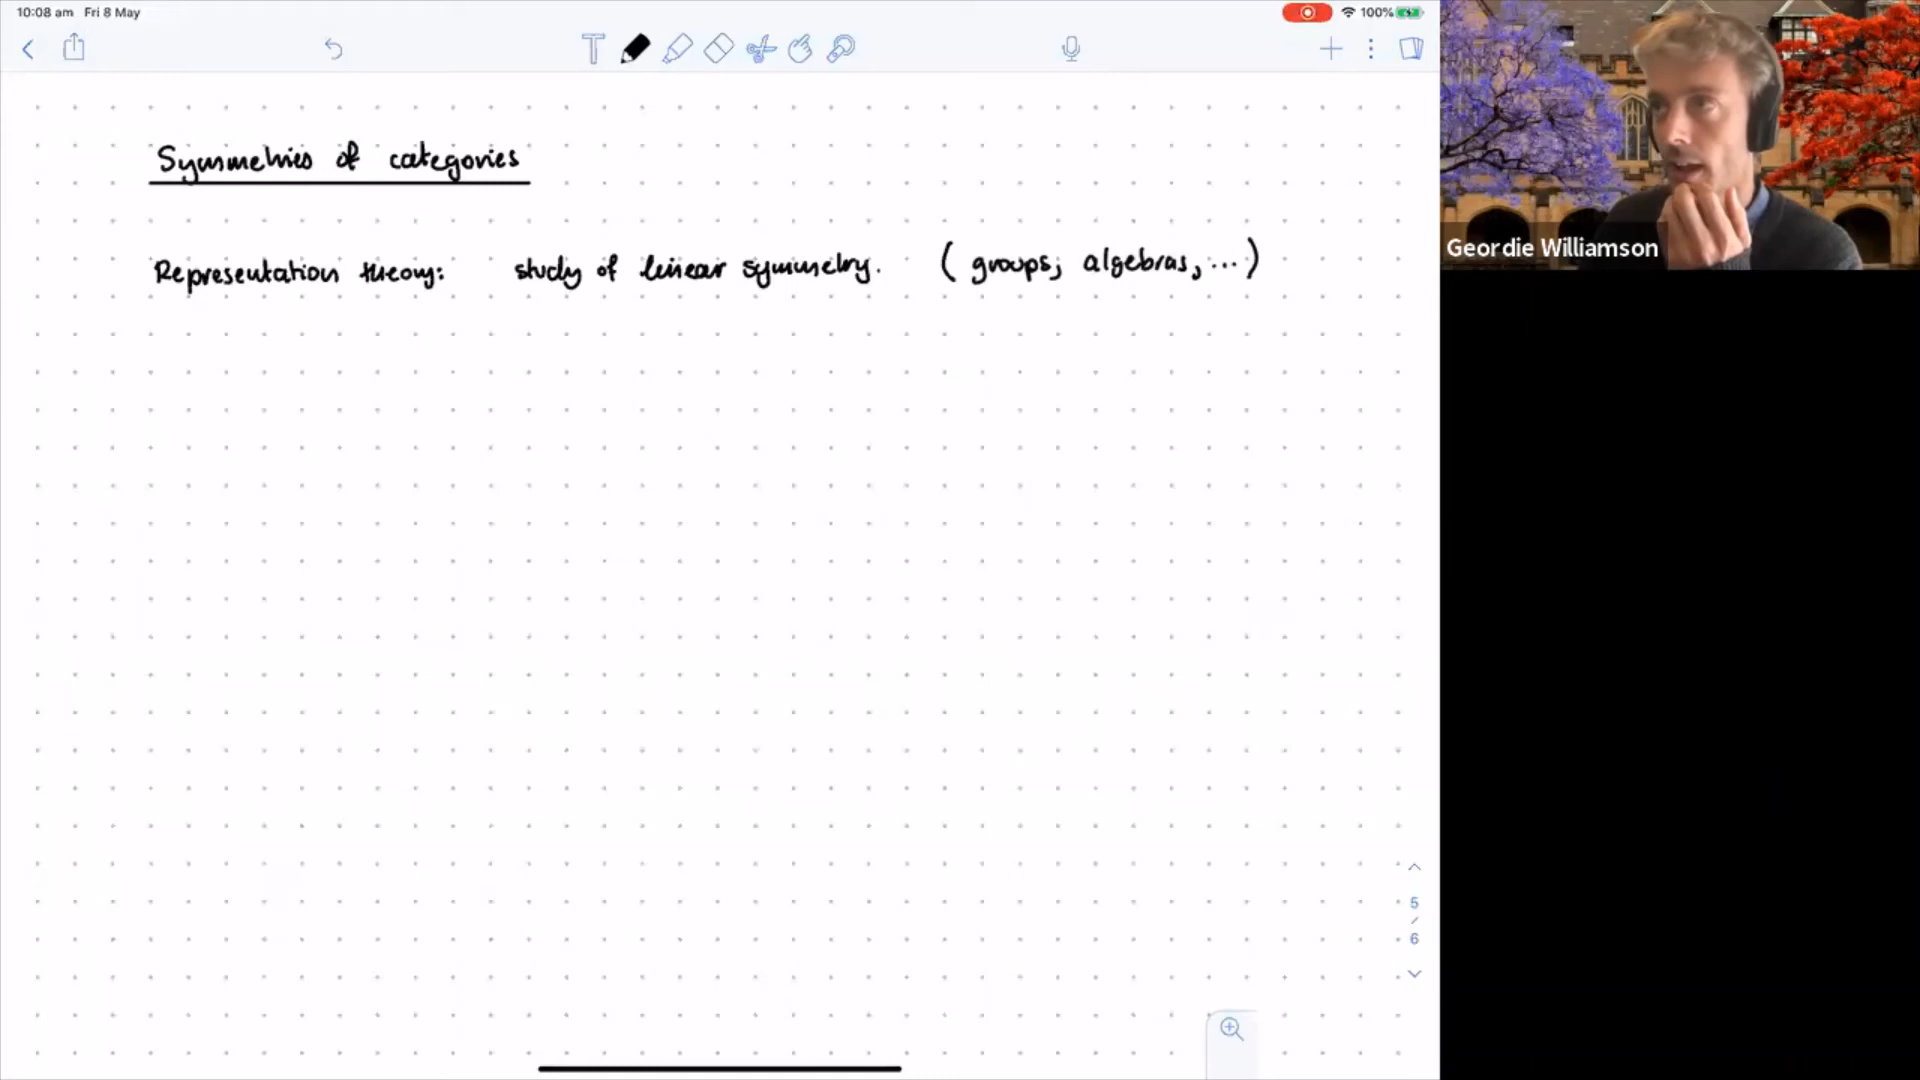 10:08 am Fri 8 May
100%
T
Symmetries of categories
Representation theory: study of linear symmetry. (groups, algebras, ...)
Geordie Williamson
5
/
6